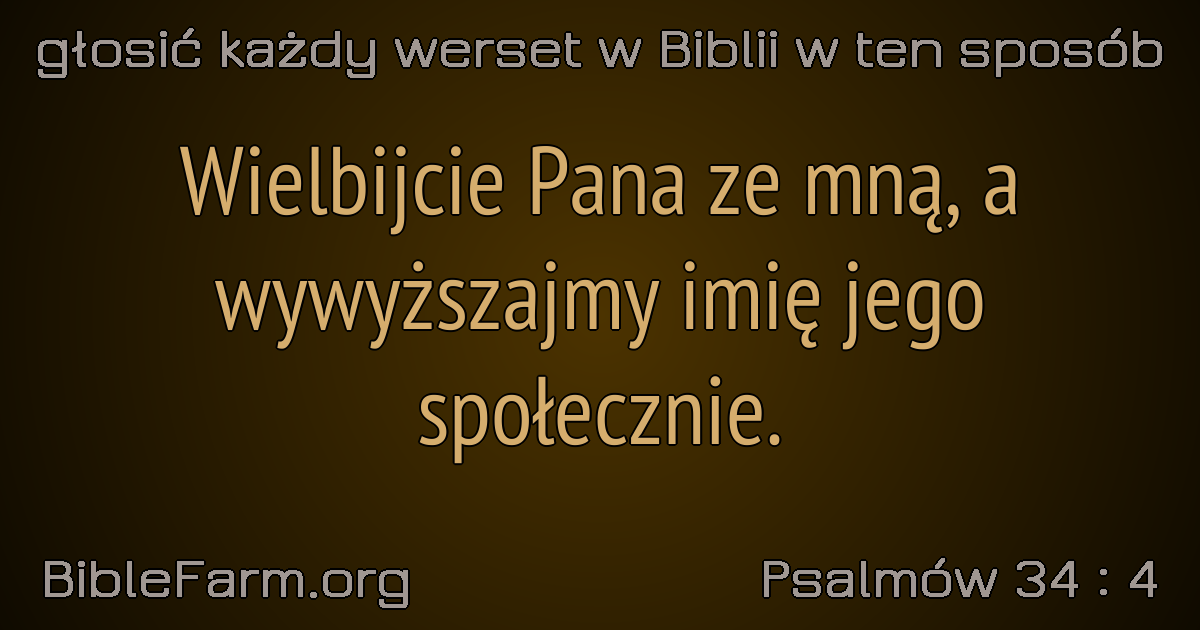 głosić każdy werset w Biblii w ten sposób
Wielbijcie Pana ze mną, a
wywyższajmy imię jego
społecznie.
BibleFarm.org
Psalmów 34 : 4